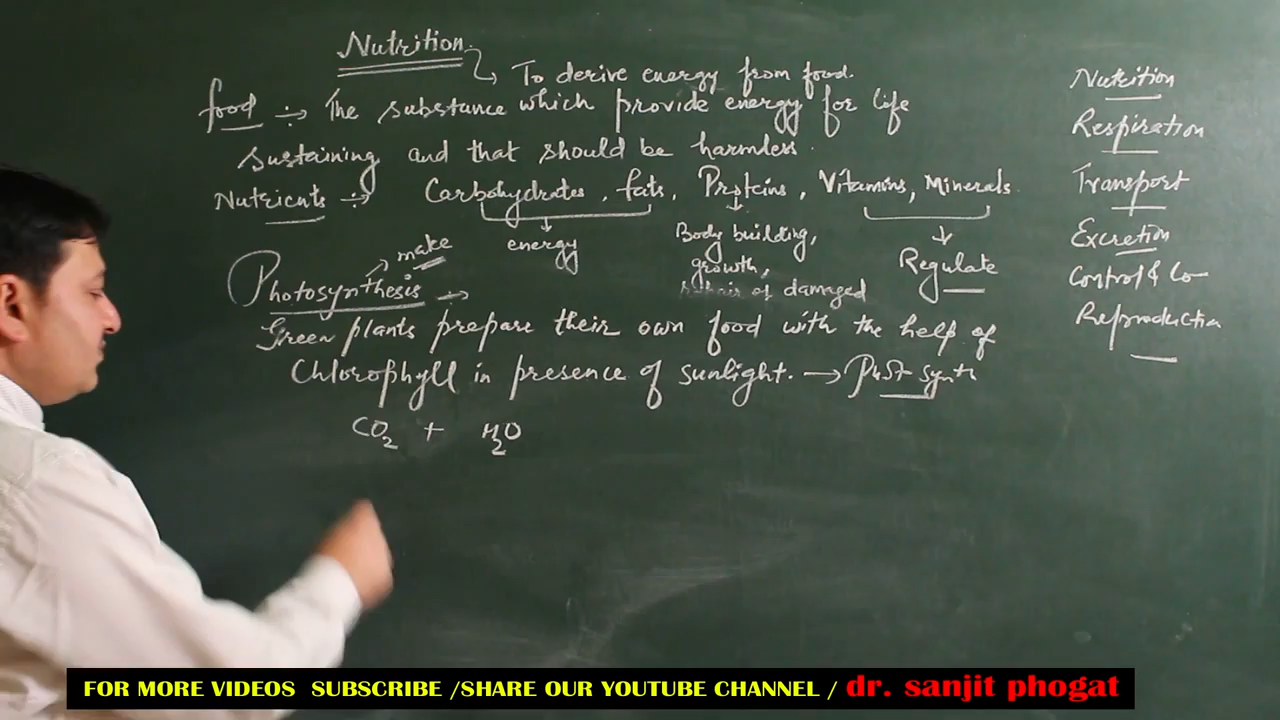 Nutrition
To derive energy from food.
food ÷ The substance which provide energy for life
sustaining and that should be harmless.
Nutrients ÷ Carbohydrates, fats, Proteins, Vitamins, Minerals
energy
Body building,
growth,
repair of damaged
Regulate
make
Photosynthesis ÷
Green plants prepare their own food with the help of
Chlorophyll in presence of sunlight. →
CO2 + H2O
Nutrition
Respiration
Transport
Excretion
Control & Co
Reproduction
FOR MORE VIDEOS SUBSCRIBE /SHARE OUR YOUTUBE CHANNEL / dr. sanjit phogat